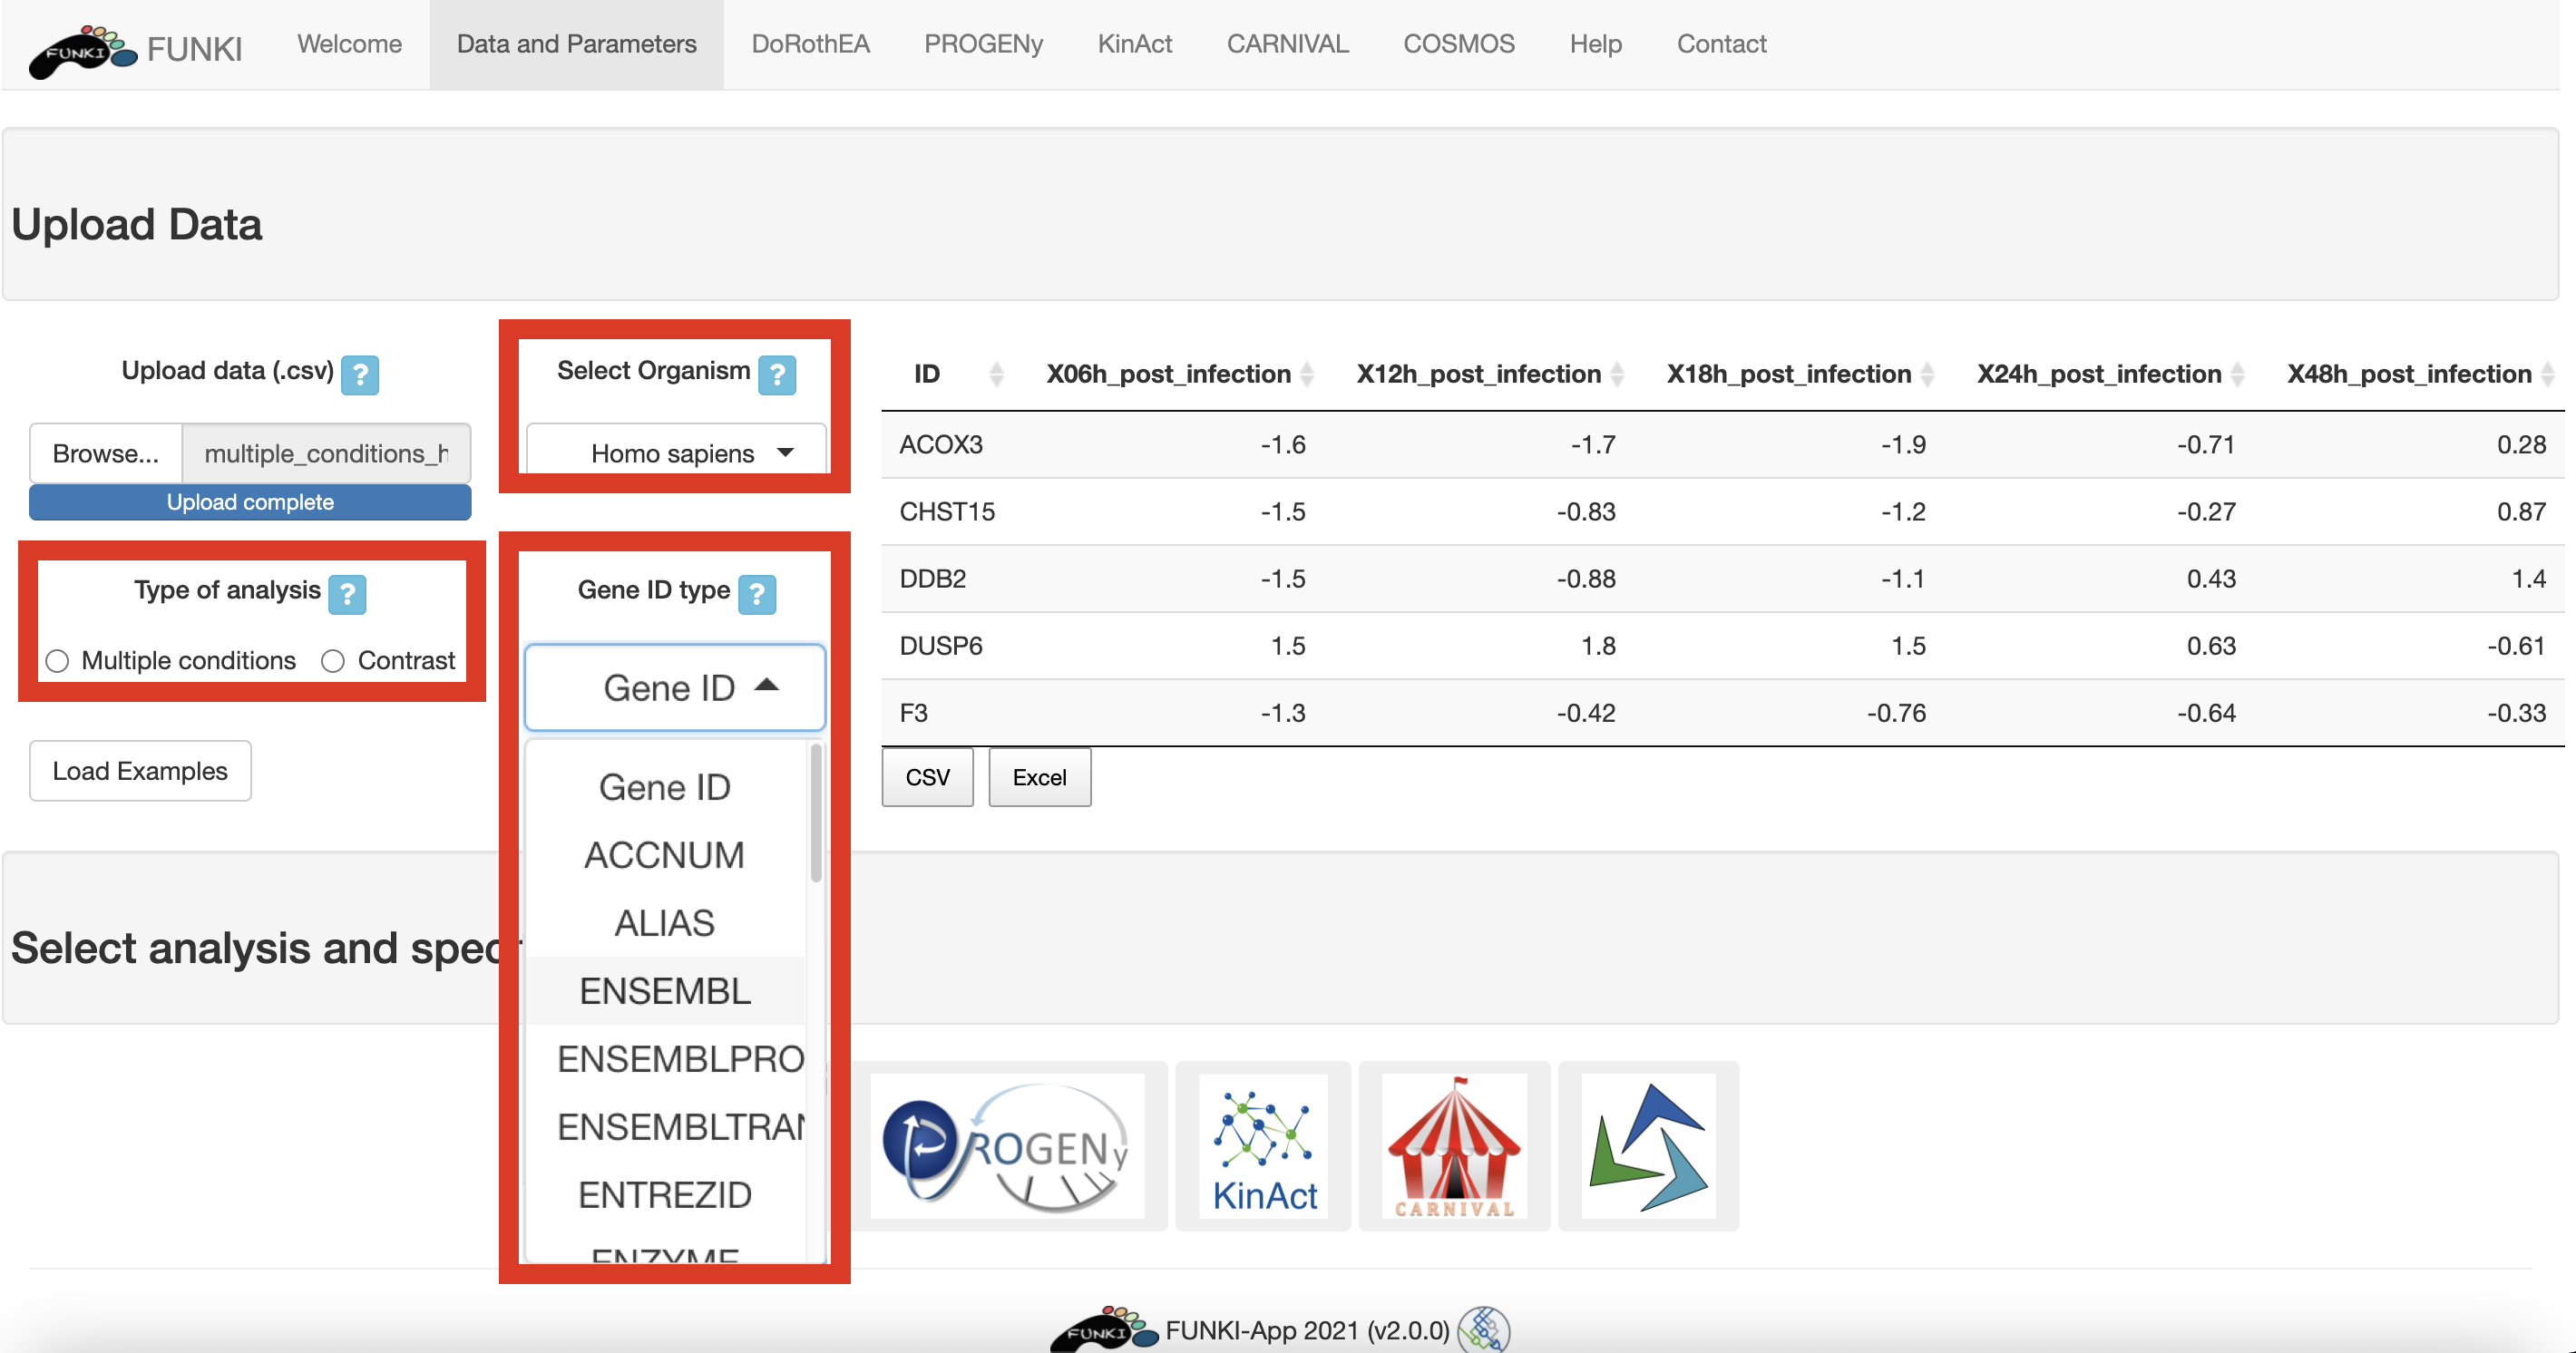 FUNKI FUNKI Welcome Data and Parameters DoRothEA PROGENy KinAct CARNIVAL COSMOS Help Contact
Upload Data
Upload data (.csv) ?
Browse... multiple_conditions_h
Upload complete
Type of analysis ?
Multiple conditions Contrast
Load Examples
Select Organism ?
Homo sapiens
Gene ID type ?
Gene ID
Gene ID
ACCNUM
ALIAS
ENSEMBL
ENSEMBLPRO
ENSEMBLTRAN
ENTREZID
ENZYME
ID X06h_post_infection X12h_post_infection X18h_post_infection X24h_post_infection X48h_post_infection
ACOX3 -1.6 -1.7 -1.9 -0.71 0.28
CHST15 -1.5 -0.83 -1.2 -0.27 0.87
DDB2 -1.5 -0.88 -1.1 0.43 1.4
DUSP6 1.5 1.8 1.5 0.63 -0.61
F3 -1.3 -0.42 -0.76 -0.64 -0.33
CSV Excel
Select analysis and spec
PROGENy
KinAct
CARNIVAL
FUNKI FUNKI-App 2021 (v2.0.0)